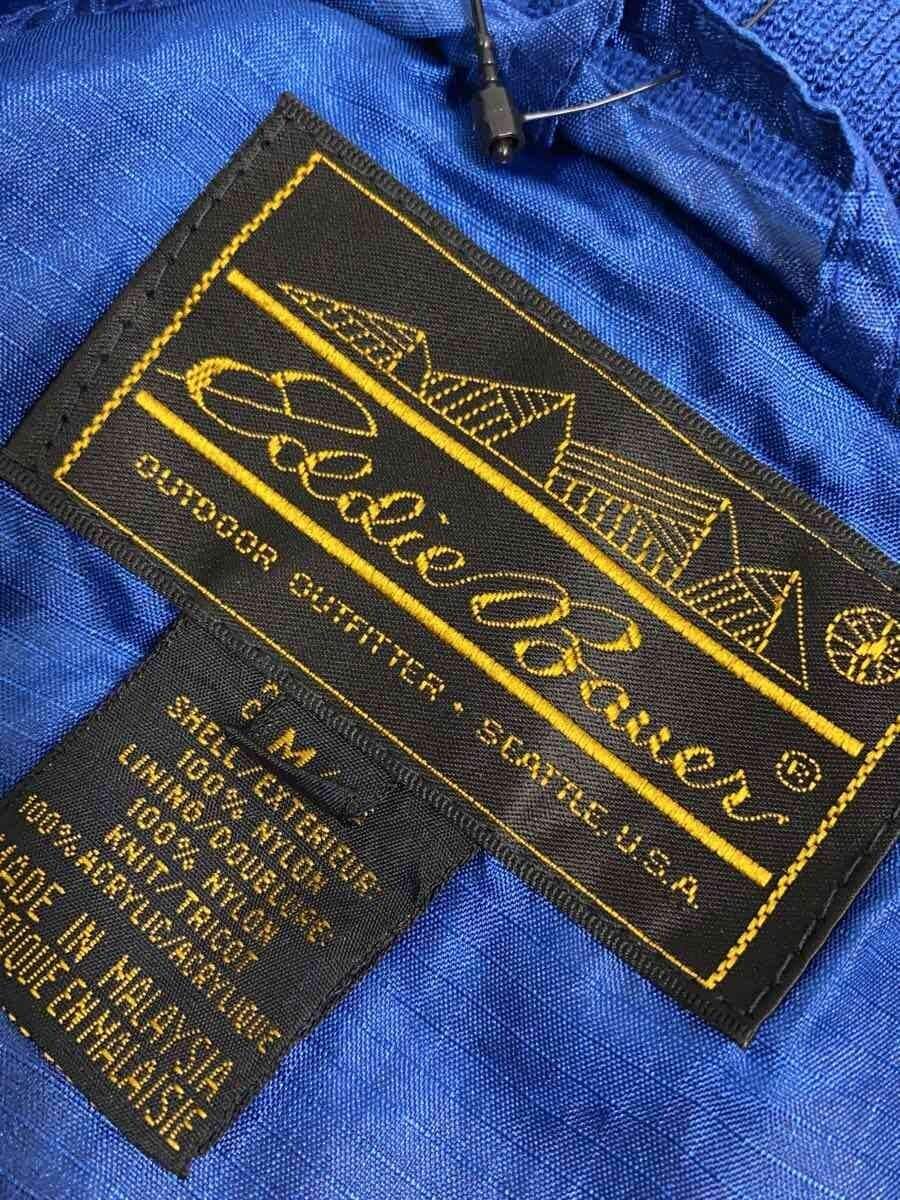 Eddie Bauer®
OUTDOOR OUTFITTER • SEATTLE, U.S.A
M
SHELL/EXTERIEUR
100% NYLON
LINING/DOUBLURE
100% NYLON
KNIT/TRICOT
100% ACRYLIC/ACRYLIQUE
MADE IN MALAYSIA
EN MALAISIE